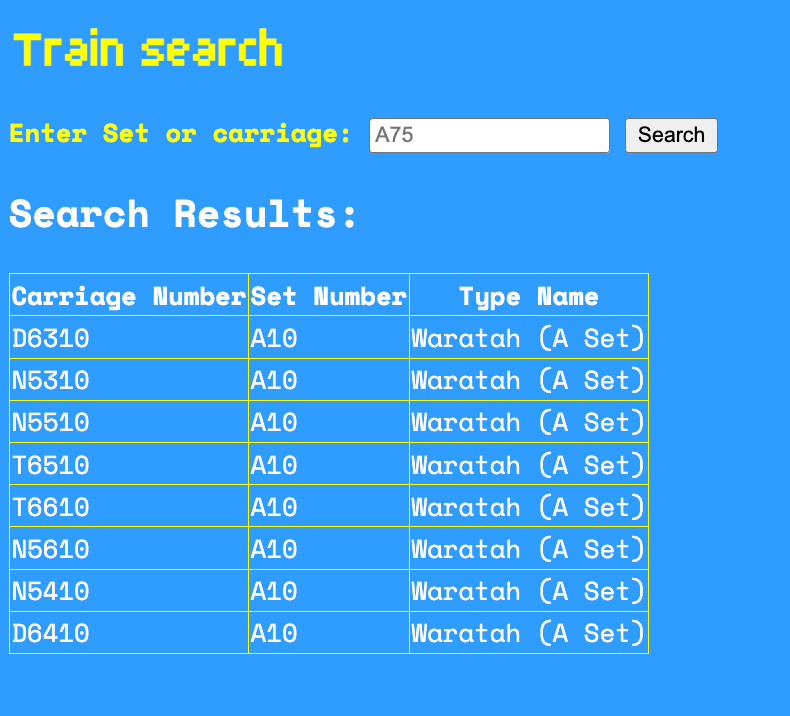 Train search
Enter Set or carriage: A75 Search
Search Results:
Carriage Number Set Number Type Name
D6310 A10 Waratah (A Set)
N5310 A10 Waratah (A Set)
N5510 A10 Waratah (A Set)
T6510 A10 Waratah (A Set)
T6610 A10 Waratah (A Set)
N5610 A10 Waratah (A Set)
N5410 A10 Waratah (A Set)
D6410 A10 Waratah (A Set)